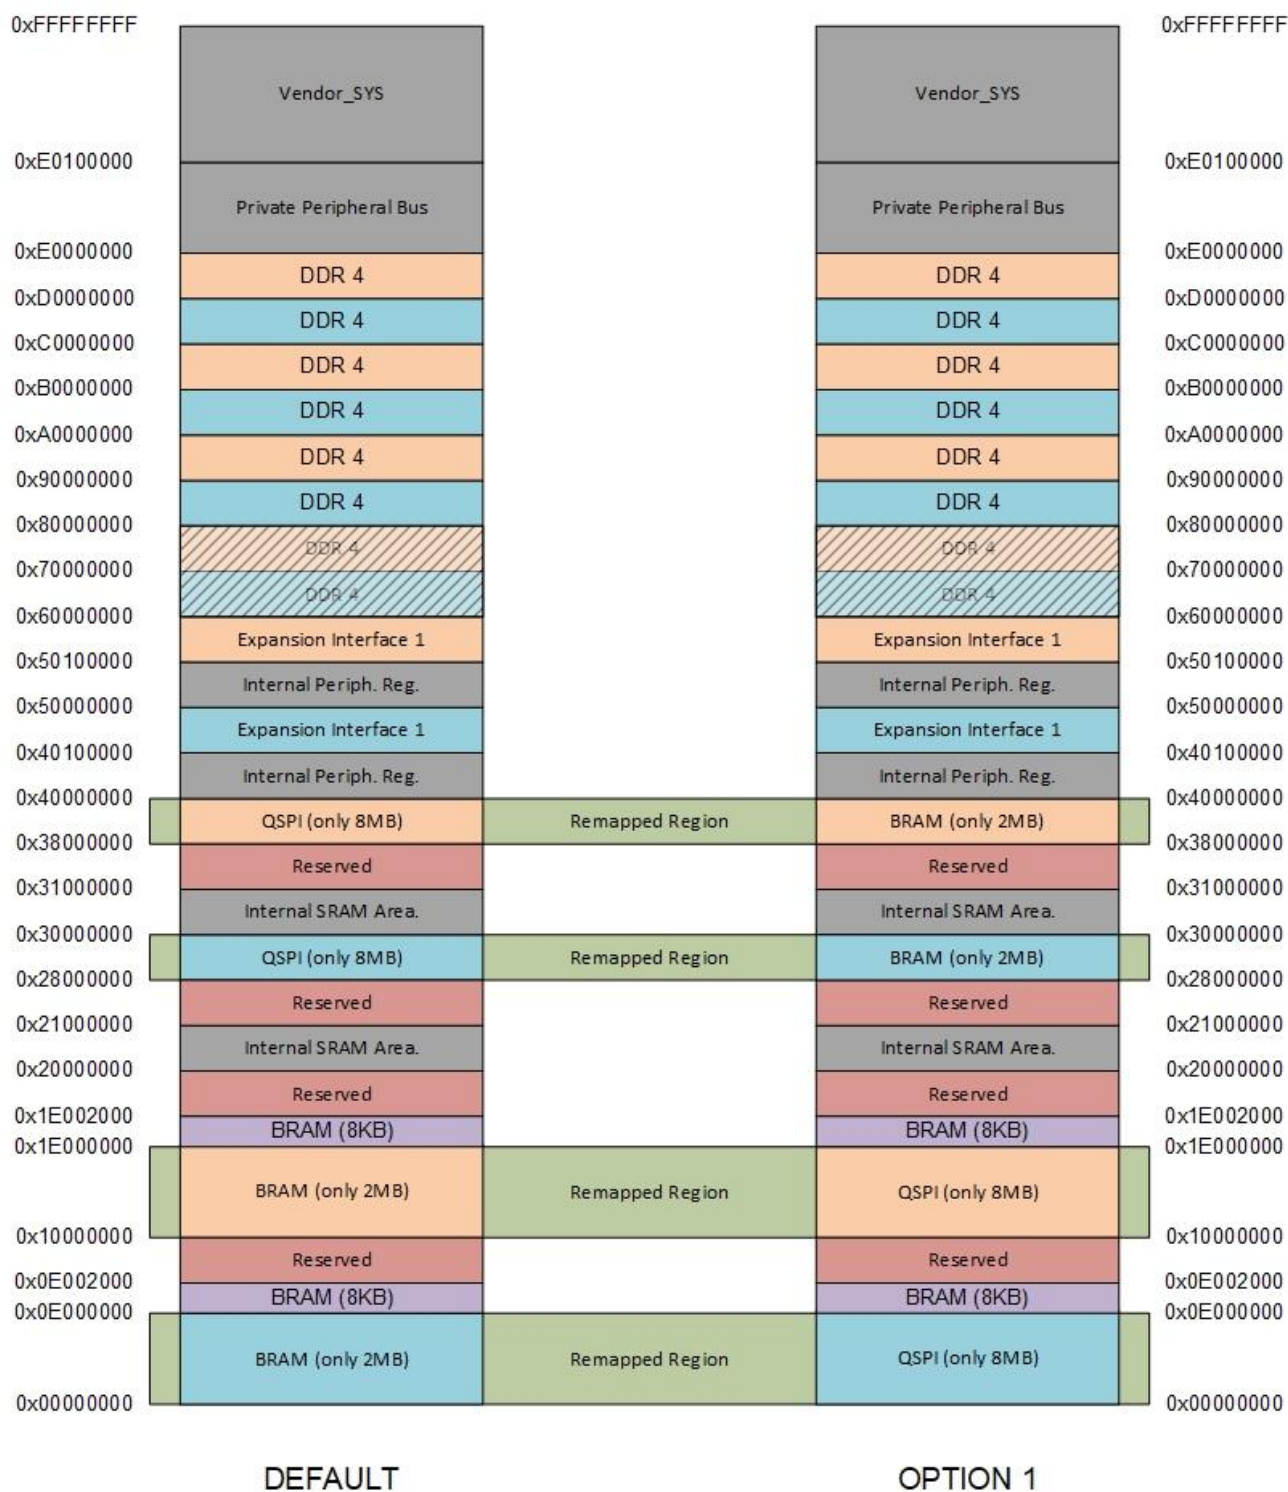 0xFFFFFFFF 0xFFFFFFFF
Vendor_SYS Vendor_SYS
0xE0100000 0xE0100000
Private Peripheral Bus Private Peripheral Bus
0xE0000000 0xE0000000
DDR 4 DDR 4
0xD0000000 0xD0000000
DDR 4 DDR 4
0xC0000000 0xC0000000
DDR 4 DDR 4
0xB0000000 0xB0000000
DDR 4 DDR 4
0xA0000000 0xA0000000
DDR 4 DDR 4
0x90000000 0x90000000
DDR 4 DDR 4
0x80000000 0x80000000
DDR 4 DDR 4
0x70000000 0x70000000
DDR 4 DDR 4
0x60000000 0x60000000
Expansion Interface 1 Expansion Interface 1
0x50100000 0x50100000
Internal Periph. Reg. Internal Periph. Reg.
0x50000000 0x50000000
Expansion Interface 1 Expansion Interface 1
0x40100000 0x40100000
Internal Periph. Reg. Internal Periph. Reg.
0x40000000 0x40000000
QSPI (only 8MB) Remapped Region BRAM (only 2MB)
0x38000000 0x38000000
Reserved Reserved
0x31000000 0x31000000
Internal SRAM Area. Internal SRAM Area.
0x30000000 0x30000000
QSPI (only 8MB) Remapped Region BRAM (only 2MB)
0x28000000 0x28000000
Reserved Reserved
0x21000000 0x21000000
Internal SRAM Area. Internal SRAM Area.
0x20000000 0x20000000
Reserved Reserved
0x1E002000 0x1E002000
BRAM (8KB) BRAM (8KB)
0x1E000000 0x1E000000
BRAM (only 2MB) Remapped Region QSPI (only 8MB)
0x10000000 0x10000000
Reserved Reserved
0x0E002000 0x0E002000
BRAM (8KB) BRAM (8KB)
0x0E000000 0x0E000000
BRAM (only 2MB) Remapped Region QSPI (only 8MB)
0x00000000 0x00000000
DEFAULT OPTION 1